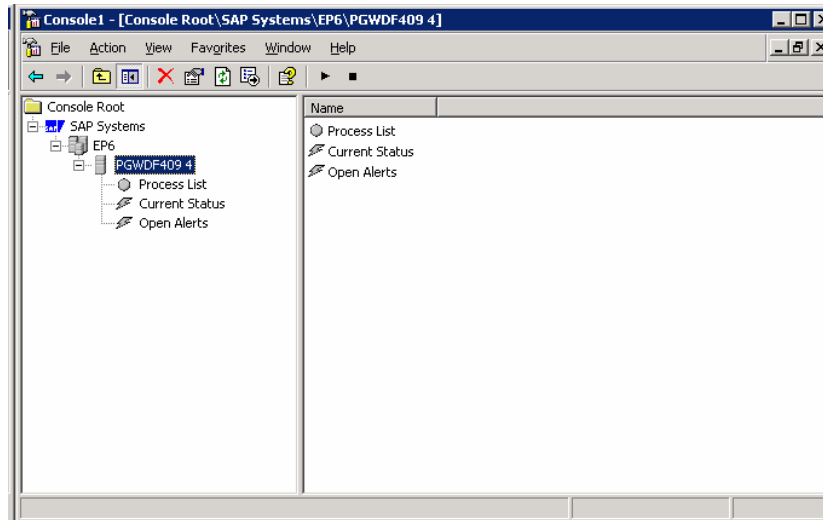 Console1 - [Console Root\SAP Systems\EP6\PGWDF409 4]
File Action View Favorites Window Help
Console Root
SAP Systems
EP6
PGWDF409 4
Process List
Current Status
Open Alerts
Name
Process List
Current Status
Open Alerts